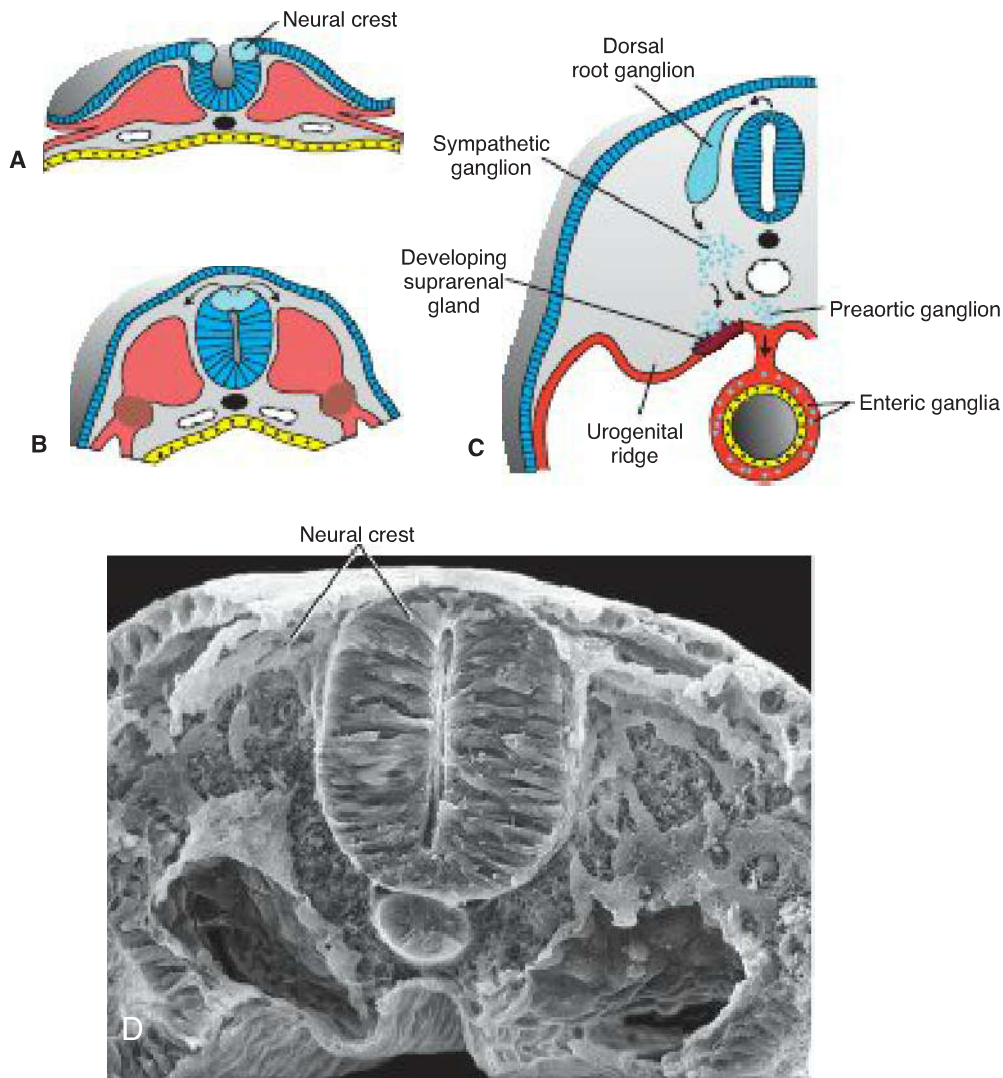 Neural crest
A
Dorsal
root ganglion
Sympathetic
ganglion
Developing
suprarenal
gland
Preaortic ganglion
Enteric ganglia
Urogenital
ridge
B
C
Neural crest
D